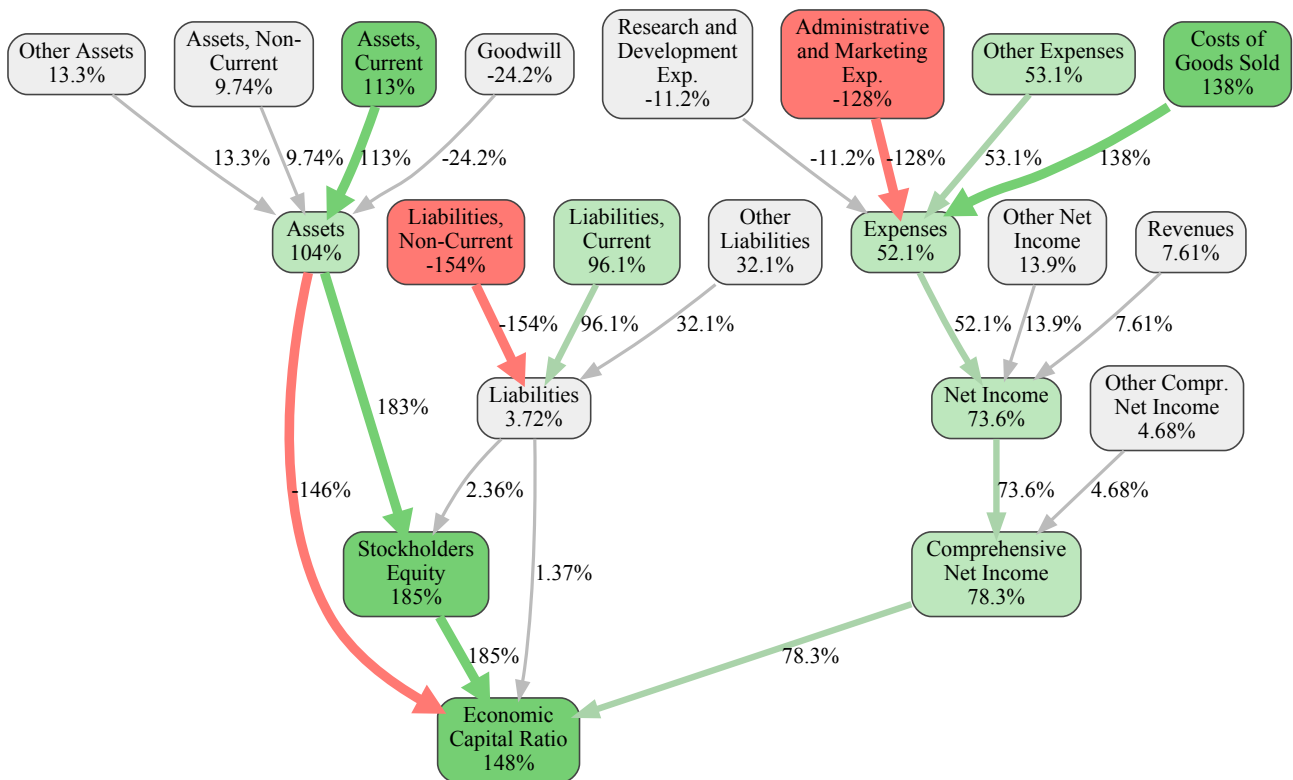 Other Assets
13.3%
Assets, Non-
Current
9.74%
Assets,
Current
113%
Goodwill
-24.2%
Research and
Development
Exp.
-11.2%
Administrative
and Marketing
Exp.
-128%
Other Expenses
53.1%
Costs of
Goods Sold
138%
13.3%
9.74%
113%
-24.2%
-11.2%
-128%
53.1%
138%
Assets
104%
Liabilities,
Non-Current
-154%
Liabilities,
Current
96.1%
Other
Liabilities
32.1%
Expenses
52.1%
Other Net
Income
13.9%
Revenues
7.61%
-154%
96.1%
32.1%
52.1%
13.9%
7.61%
183%
Liabilities
3.72%
Net Income
73.6%
Other Compr.
Net Income
4.68%
-146%
2.36%
73.6%
4.68%
Stockholders
Equity
185%
1.37%
Comprehensive
Net Income
78.3%
185%
78.3%
Economic
Capital Ratio
148%